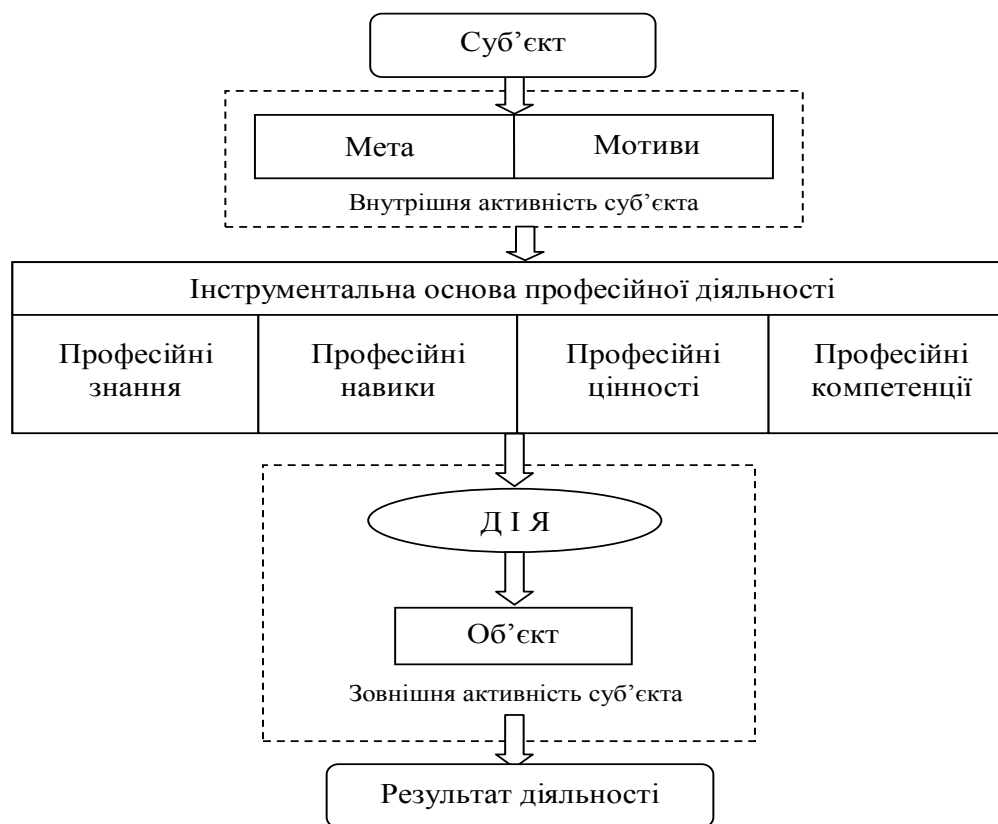 Суб’єкт
Мета
Мотиви
Внутрішня активність суб’єкта
Інструментальна основа професійної діяльності
Професійні
знання
Професійні
навики
Професійні
цінності
Професійні
компетенції
Д І Я
Об’єкт
Зовнішня активність суб’єкта
Результат діяльності